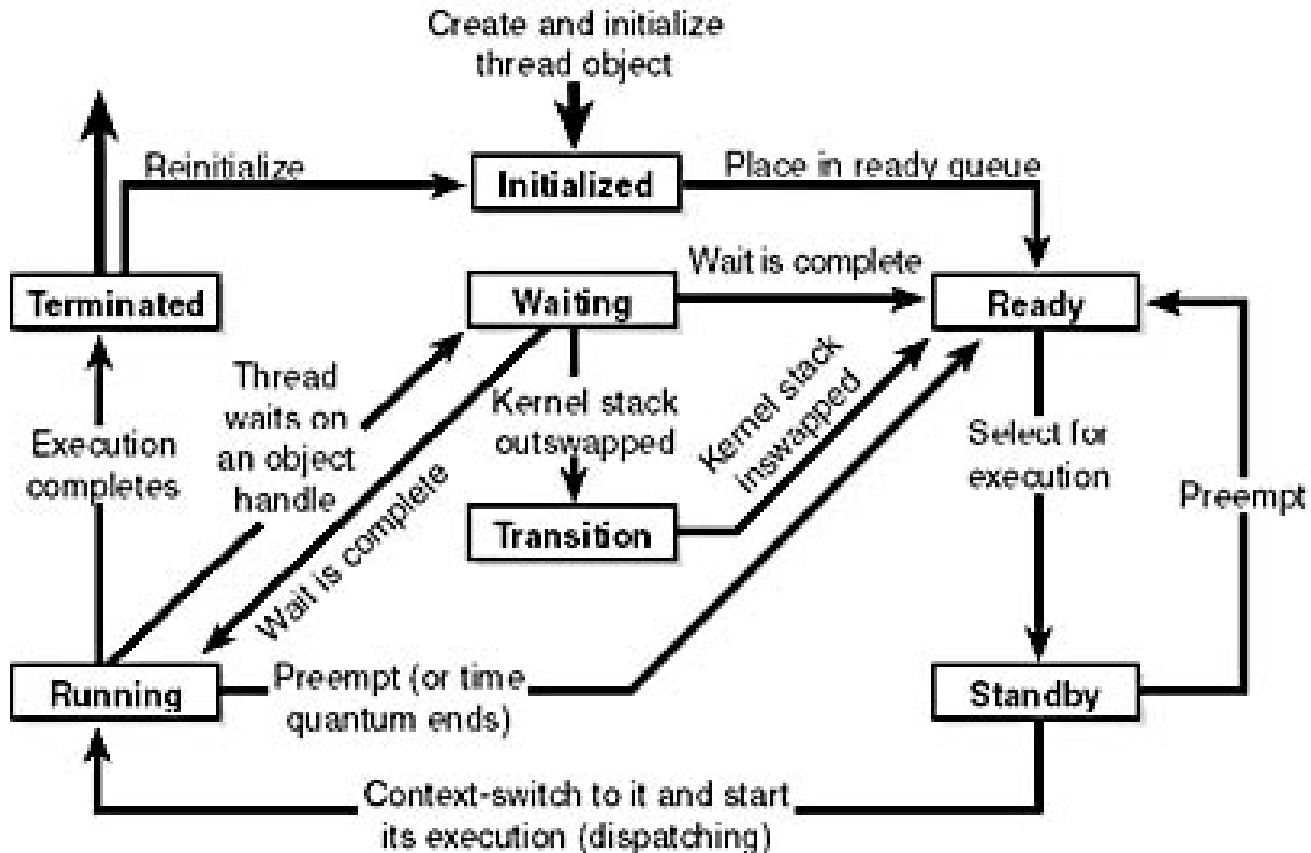 Create and initialize
thread object
Reinitialize
Initialized
Place in ready queue
Wait is complete
Terminated
Waiting
Ready
Thread
waits on
an object
handle
Kernel stack
outswapped
Kernel stack
inswapped
Select for
execution
Execution
completes
Preempt
Transition
Wait is complete
Running
Preempt (or time
quantum ends)
Standby
Context-switch to it and start
its execution (dispatching)